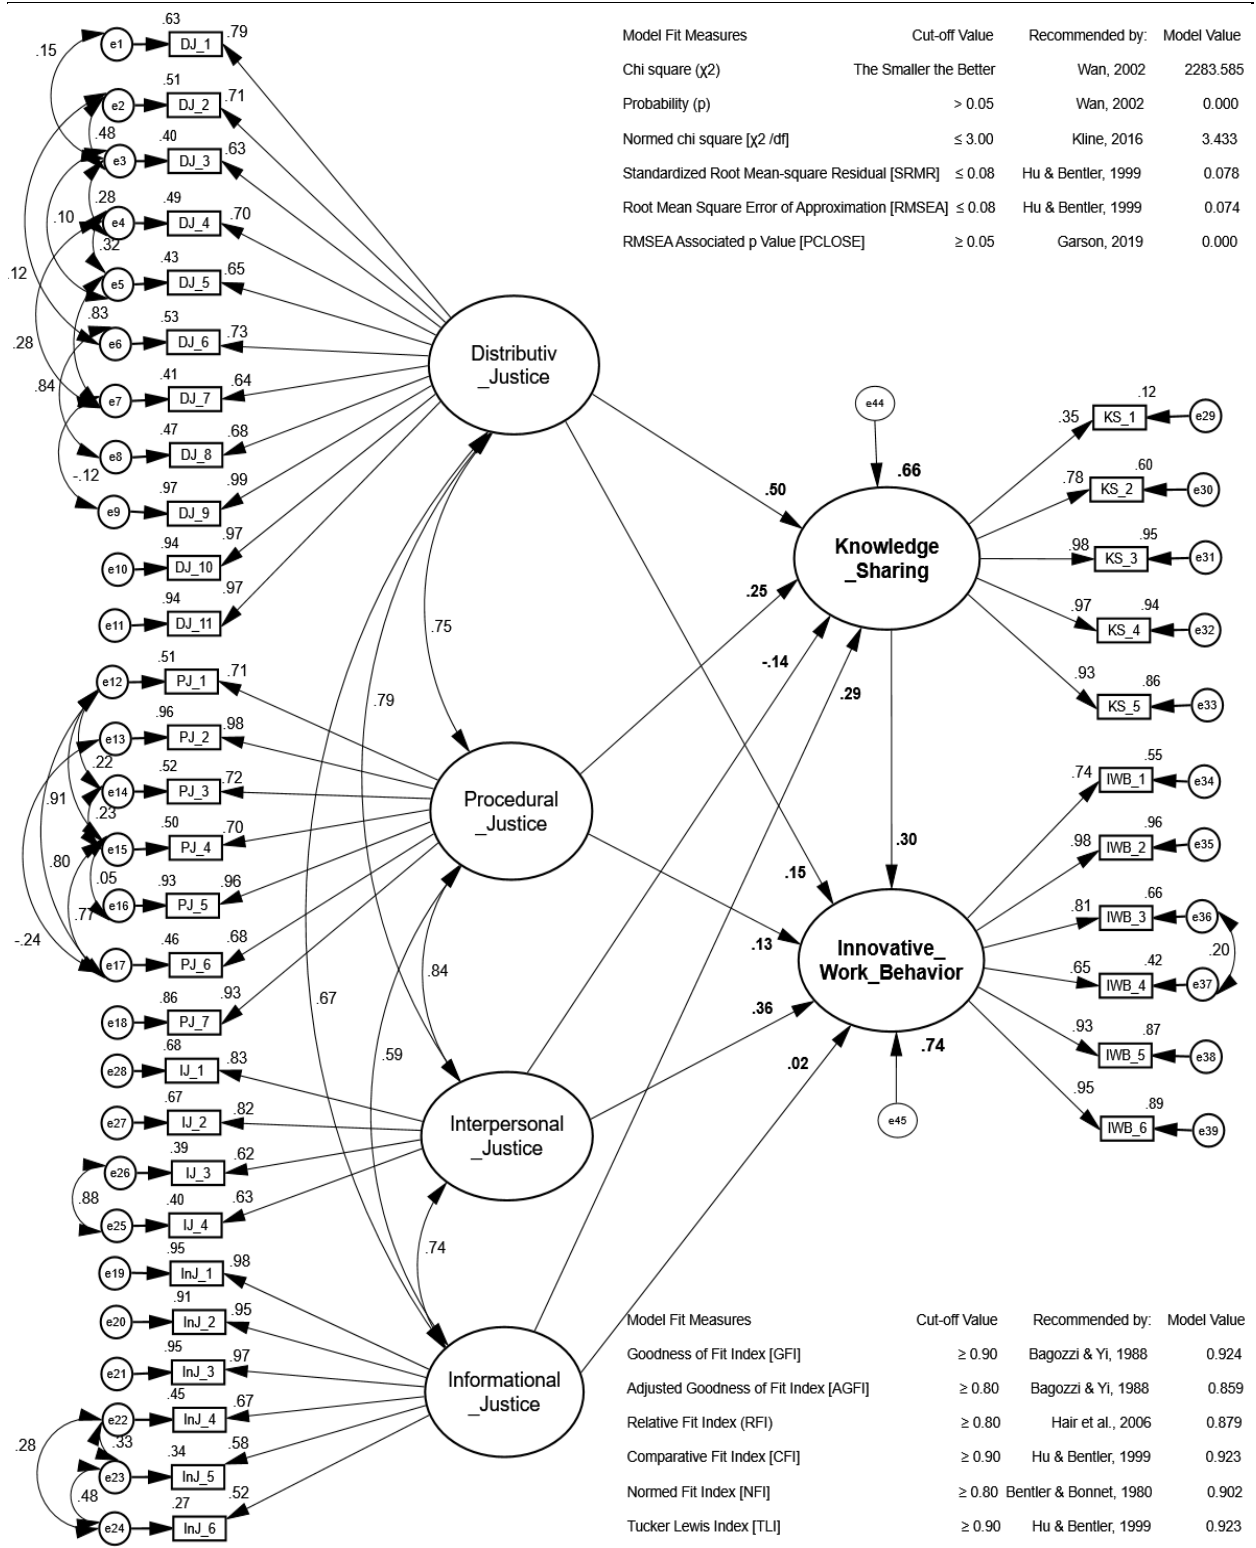 Model Fit Measures Cut-off Value Recommended by: Model Value
Chi square (χ2) The Smaller the Better Wan, 2002 2283.585
Probability (p) > 0.05 Wan, 2002 0.000
Normed chi square [χ2 /df] ≤ 3.00 Kline, 2016 3.433
Standardized Root Mean-square Residual [SRMR] ≤ 0.08 Hu & Bentler, 1999 0.078
Root Mean Square Error of Approximation [RMSEA] ≤ 0.08 Hu & Bentler, 1999 0.074
RMSEA Associated p Value [PCLOSE] ≥ 0.05 Garson, 2019 0.000
.63
e1 DJ_1 .79
.15
.51
e2 DJ_2 .71
.48
.40
e3 DJ_3 .63
.28
.49
e4 DJ_4 .70
.10
.32
.43
e5 DJ_5 .65
.12
.83
.53
e6 DJ_6 .73
.28
.41
e7 DJ_7 .64
.84
.47
e8 DJ_8 .68
-.12
.97
e9 DJ_9 .99
.94
e10 DJ_10 .97
.94
e11 DJ_11 .97
.51
e12 PJ_1 .71
.96
e13 PJ_2 .98
.22
.52
e14 PJ_3 .72
.91
.23
.50
e15 PJ_4 .70
.80
.05
.93
e16 PJ_5 .96
.77
-.24
.46
e17 PJ_6 .68
.86
e18 PJ_7 .93
.68
e28 IJ_1 .83
.67
e27 IJ_2 .82
.39
e26 IJ_3 .62
.88
.40
e25 IJ_4 .63
.95
e19 InJ_1 .98
.91
e20 InJ_2 .95
.95
e21 InJ_3 .97
.45
e22 InJ_4 .67
.28
.33
.34
e23 InJ_5 .58
.48
.27
e24 InJ_6 .52
Distributiv
_Justice
Procedural
_Justice
Interpersonal
_Justice
Informational
_Justice
.75
.79
.67
.84
.59
.74
.50
.25
-.14
.29
.30
.15
.13
.36
.02
e44
.66
Knowledge
_Sharing
Innovative_
Work_Behavior
.74
e45
.12
.35 KS_1 e29
.60
.78 KS_2 e30
.95
.98 KS_3 e31
.94
.97 KS_4 e32
.86
.93 KS_5 e33
.55
.74 IWB_1 e34
.96
.98 IWB_2 e35
.66
.81 IWB_3 e36
.20
.42
.65 IWB_4 e37
.87
.93 IWB_5 e38
.89
.95 IWB_6 e39
Model Fit Measures Cut-off Value Recommended by: Model Value
Goodness of Fit Index [GFI] ≥ 0.90 Bagozzi & Yi, 1988 0.924
Adjusted Goodness of Fit Index [AGFI] ≥ 0.80 Bagozzi & Yi, 1988 0.859
Relative Fit Index (RFI) ≥ 0.80 Hair et al., 2006 0.879
Comparative Fit Index [CFI] ≥ 0.90 Hu & Bentler, 1999 0.923
Normed Fit Index [NFI] ≥ 0.80 Bentler & Bonnet, 1980 0.902
Tucker Lewis Index [TLI] ≥ 0.90 Hu & Bentler, 1999 0.923